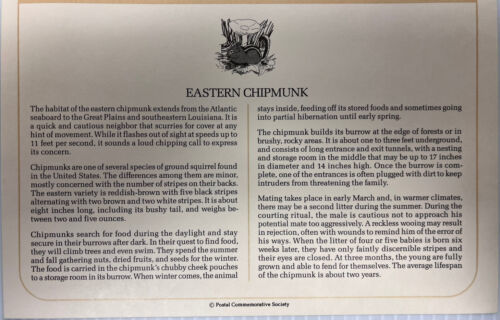 EASTERN CHIPMUNK
The habitat of the eastern chipmunk extends from the Atlantic
seaboard to the Great Plains and southeastern Louisiana. It is
a quick and cautious neighbor that scurries for cover at any
hint of movement. While it flashes out of sight at speeds up to
11 feet per second, it sounds a loud chipping call to express
its concern.
Chipmunks are one of several species of ground squirrel found
in the United States. The differences among them are minor,
mostly concerned with the number of stripes on their backs.
The eastern variety is reddish-brown with five black stripes
alternating with two brown and two white stripes. It is about
eight inches long, including its bushy tail, and weighs be-
tween two and five ounces.
Chipmunks search for food during the daylight and stay
secure in their burrows after dark. In their quest to find food,
they will climb trees and even swim. They spend the summer
and fall gathering nuts, dried fruits, and seeds for the winter.
The food is carried in the chipmunk's chubby cheek pouches
to a storage room in its burrow. When winter comes, the animal
stays inside, feeding off its stored foods and sometimes going
into partial hibernation until early spring.
The chipmunk builds its burrow at the edge of forests or in
brushy, rocky areas. It is about one to three feet underground,
and consists of long entrance and exit tunnels, with a nesting
and storage room in the middle that may be up to 17 inches
in diameter and 14 inches high. Once the burrow is com-
plete, one of the entrances is often plugged with dirt to keep
intruders from threatening the family.
Mating takes place in early March and, in warmer climates,
there may be a second litter during the summer. During the
courting ritual, the male is cautious not to approach his
potential mate too aggressively. A reckless wooing may result
in rejection, often with wounds to remind him of the error of
his ways. When the litter of four or five babies is born six
weeks later, they have only faintly discernible stripes and
their eyes are closed. At three months, the young are fully
grown and able to fend for themselves. The average lifespan
of the chipmunk is about two years.
© Postal Commemorative Society